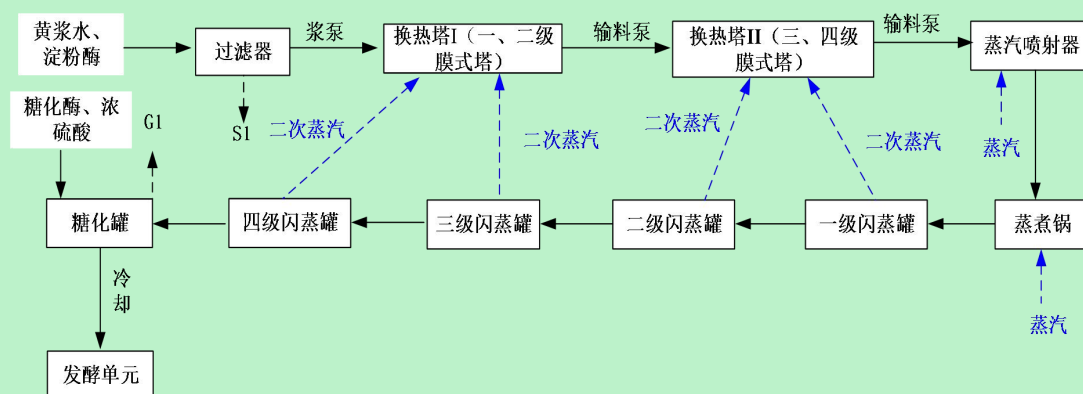 黄浆水、
淀粉酶
过滤器
浆泵
换热塔I（一、二级
膜式塔）
输料泵
换热塔II（三、四级
膜式塔）
输料泵
蒸汽喷射器
糖化酶、浓
硫酸
G1
S1
二次蒸汽
二次蒸汽
二次蒸汽
二次蒸汽
蒸汽
糖化罐
四级闪蒸罐
三级闪蒸罐
二级闪蒸罐
一级闪蒸罐
蒸煮锅
冷
却
蒸汽
发酵单元